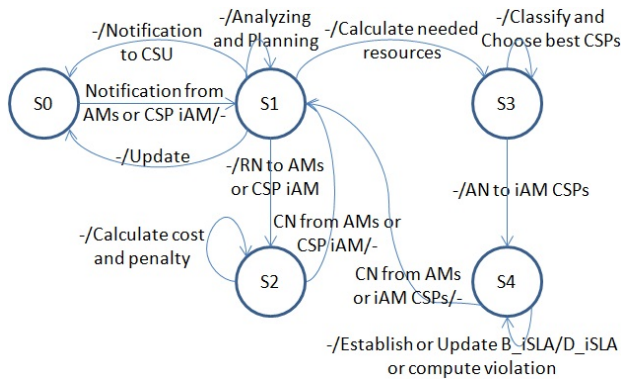 -/Notification
to CSU
-/Analyzing
and Planning
-/Calculate needed
resources
-/Classify and
Choose best CSPs
S0
Notification from
AMs or CSP iAM/-
S1
S3
-/Update
-/RN to AMs
or CSP iAM
-/AN to iAM CSPs
-/Calculate cost
and penalty
CN from AMs or
CSP iAM/-
S2
CN from AMs
or iAM CSPs/-
S4
-/Establish or Update B_iSLA/D_iSLA
or compute violation